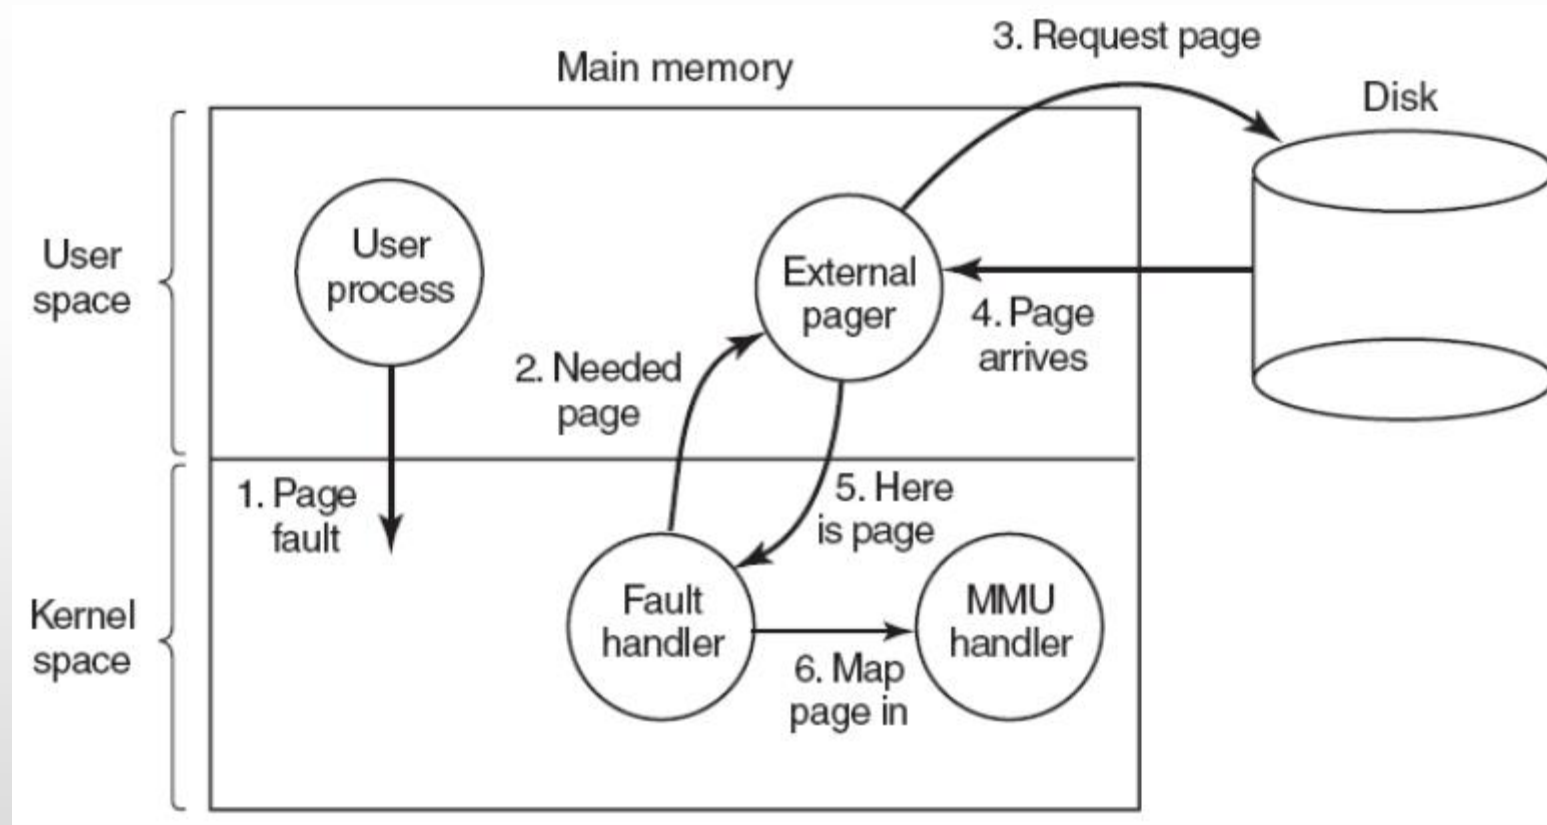 3. Request page
Main memory
Disk
User
process
User
space
External
pager
4. Page
arrives
2. Needed
page
1. Page
fault
5. Here
is page
Fault
handler
MMU
handler
Kernel
space
6. Map
page in